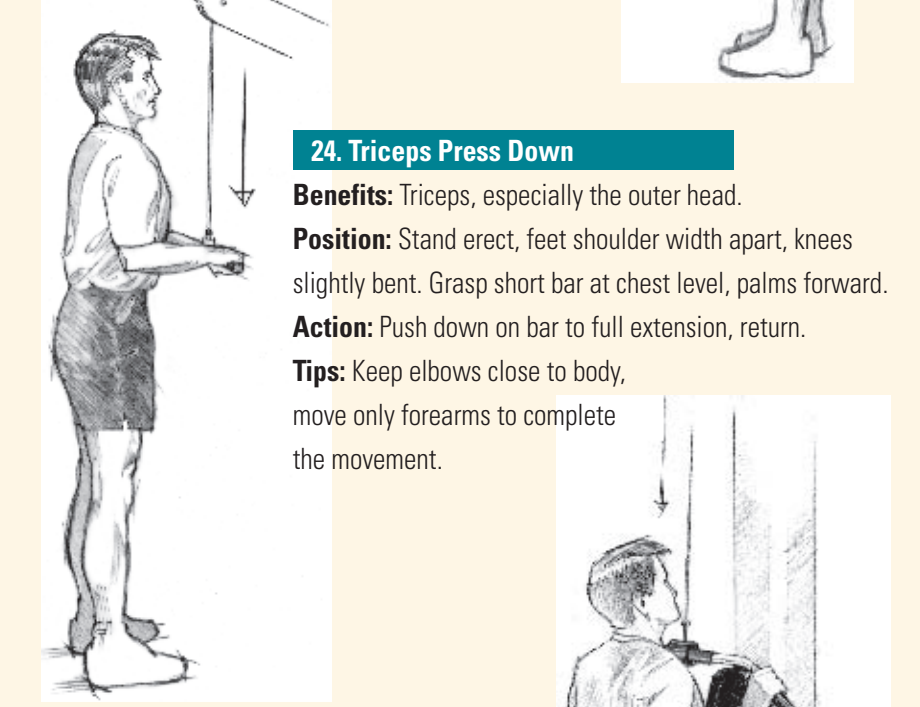 24. Triceps Press Down
Benefits: Triceps, especially the outer head.
Position: Stand erect, feet shoulder width apart, knees
slightly bent. Grasp short bar at chest level, palms forward.
Action: Push down on bar to full extension, return.
Tips: Keep elbows close to body,
move only forearms to complete
the movement.